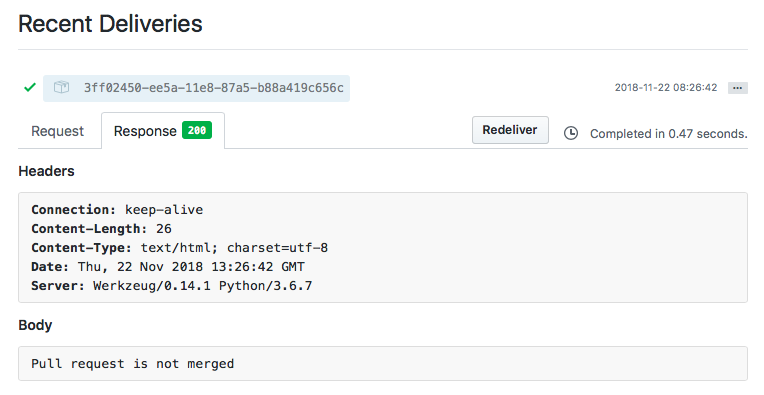 Recent Deliveries
3ff02450-ee5a-11e8-87a5-b88a419c656c 2018-11-22 08:26:42 ...
Request Response 200 Redeliver Completed in 0.47 seconds.
Headers
Connection: keep-alive
Content-Length: 26
Content-Type: text/html; charset=utf-8
Date: Thu, 22 Nov 2018 13:26:42 GMT
Server: Werkzeug/0.14.1 Python/3.6.7
Body
Pull request is not merged